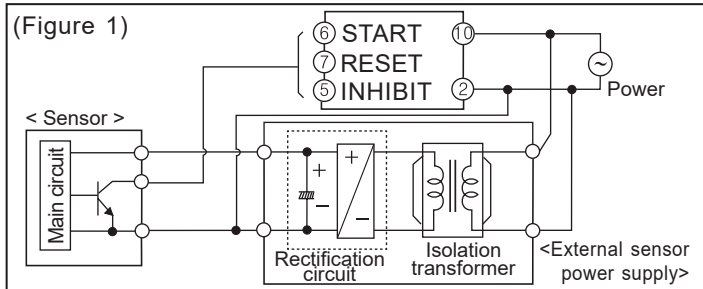 (Figure 1)
⑥ START ⑩
⑦ RESET
⑤ INHIBIT ②
~
Power
< Sensor >
Main circuit
+
−
+
−
Rectification
circuit
Isolation
transformer
<External sensor
power supply>